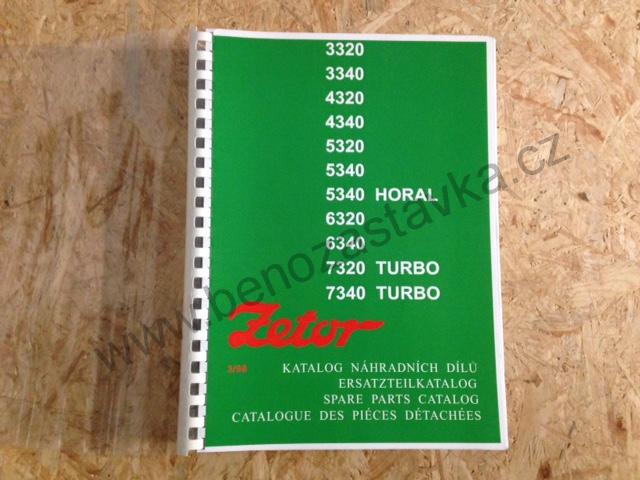 3320
3340
4320
4340
5320
5340
5340 HORAL
6320
6340
7320 TURBO
7340 TURBO
Zetor
3/98
KATALOG NÁHRADNÍCH DÍLŮ
ERSATZTEILKATALOG
SPARE PARTS CATALOG
CATALOGUE DES PIÉCES DÉTACHÉES
www.benozastavka.cz